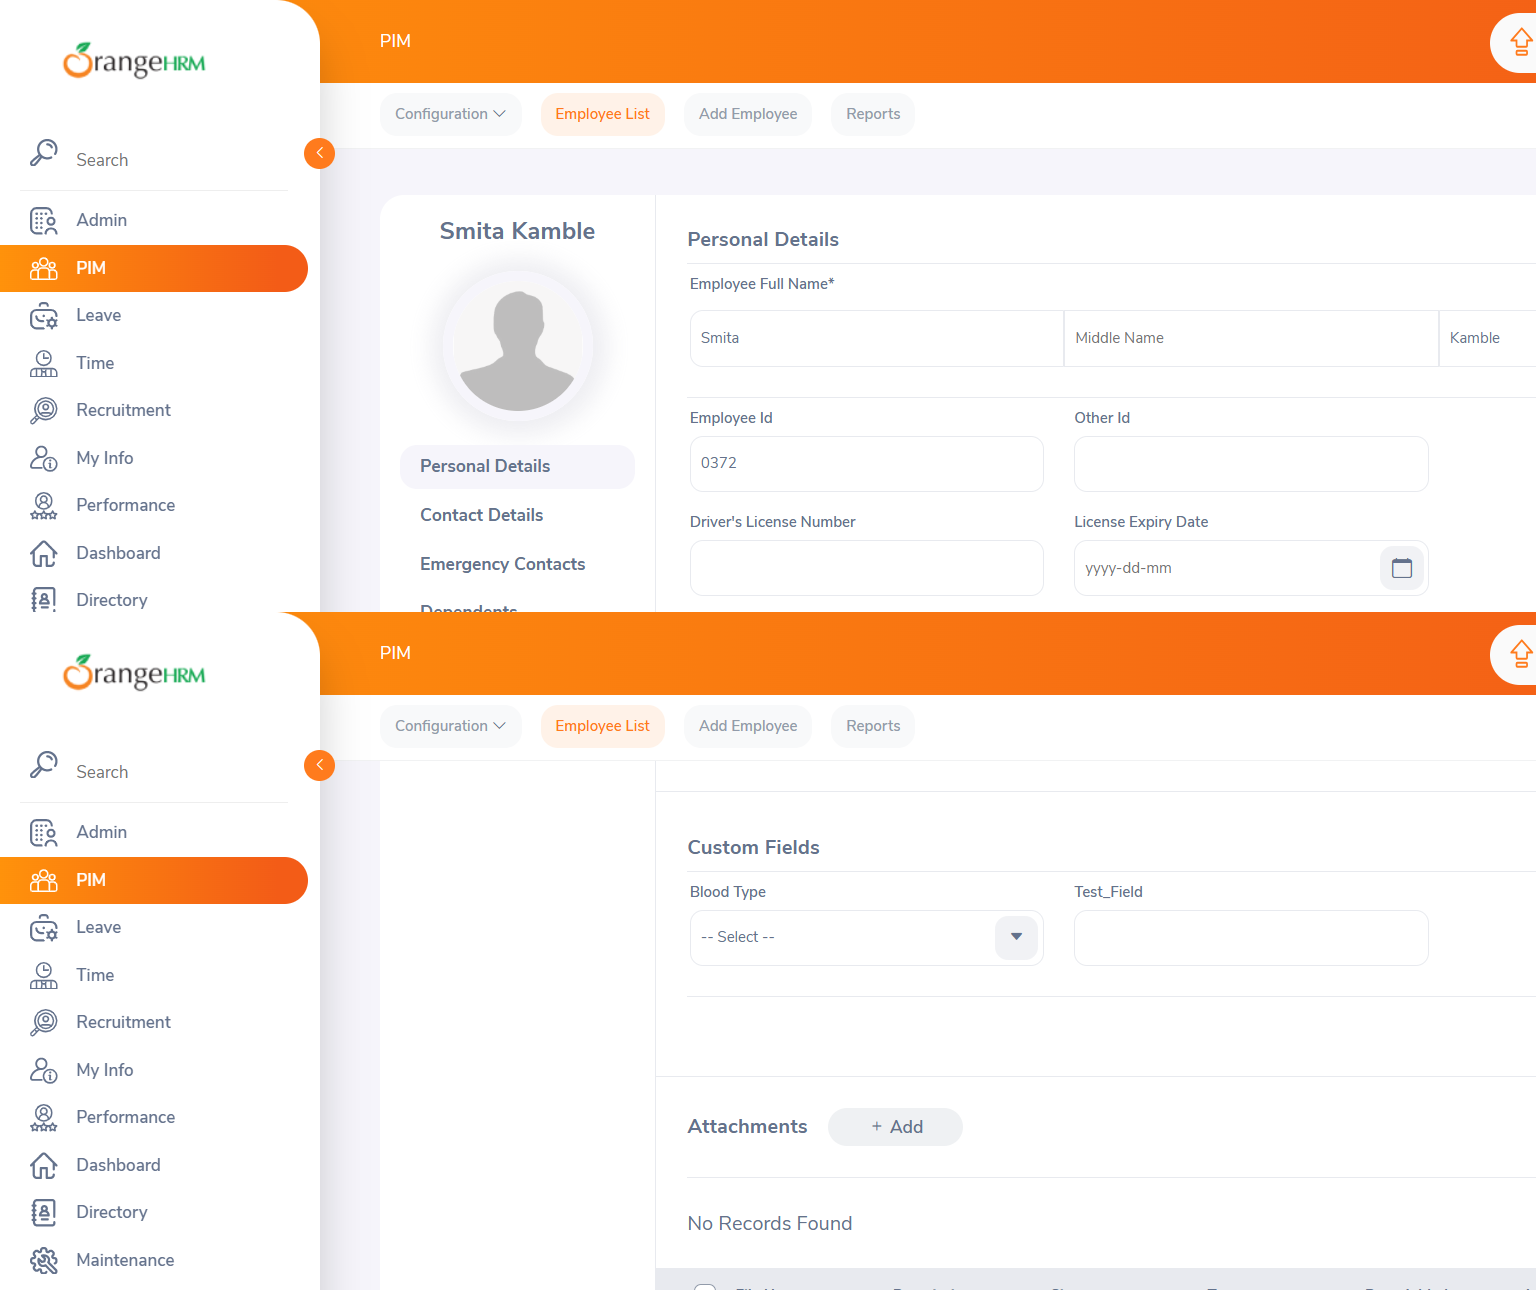 OrangeHRM
PIM
Configuration
Employee List
Add Employee
Reports
Search
Admin
PIM
Leave
Time
Recruitment
My Info
Performance
Dashboard
Directory
Smita Kamble
Personal Details
Contact Details
Emergency Contacts
Dependents
Personal Details
Employee Full Name*
Smita
Middle Name
Kamble
Employee Id
Other Id
0372
Driver's License Number
License Expiry Date
yyyy-dd-mm
OrangeHRM
PIM
Configuration
Employee List
Add Employee
Reports
Search
Admin
PIM
Leave
Time
Recruitment
My Info
Performance
Dashboard
Directory
Maintenance
Custom Fields
Blood Type
Test_Field
-- Select --
Attachments
+ Add
No Records Found